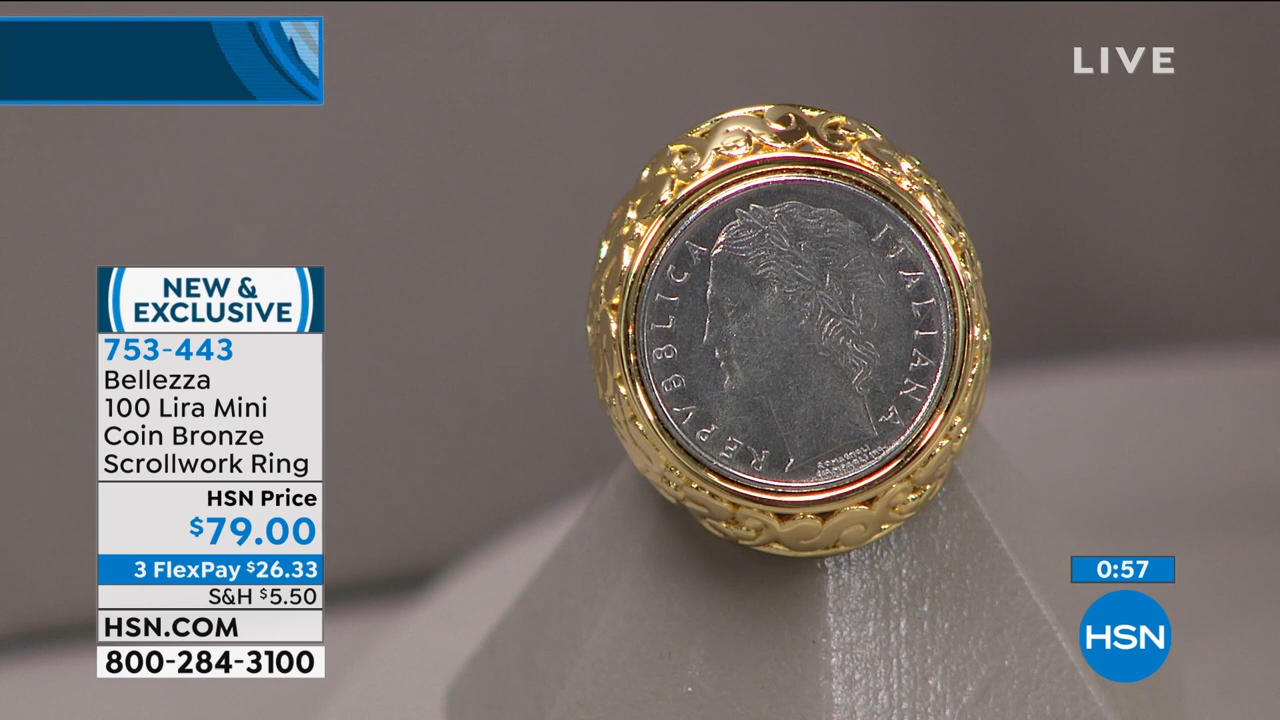 LIVE
NEW &
EXCLUSIVE
753-443
Bellezza
100 Lira Mini
Coin Bronze
Scrollwork Ring
HSN Price
$79.00
3 FlexPay $26.33
S&H $5.50
HSN.COM
800-284-3100
REPVBBLICA ITALIANA
ROMAGNOLI
0:57
HSN